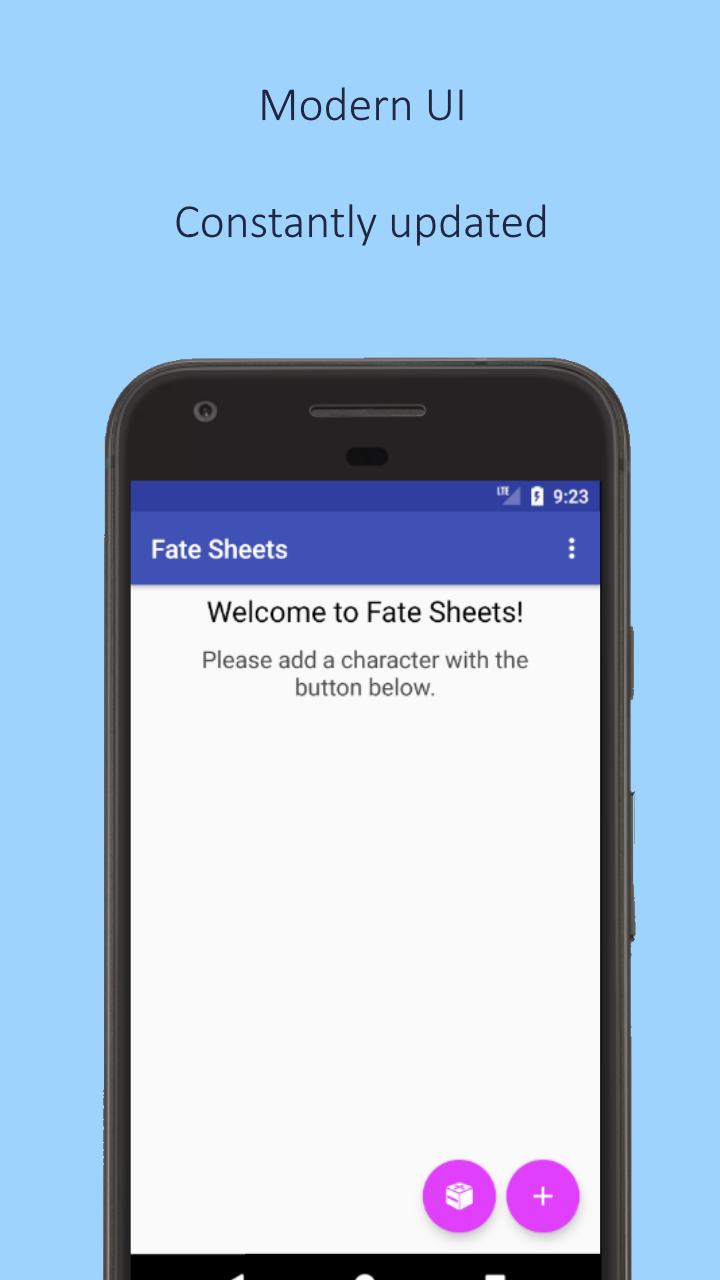 Modern UI
Constantly updated
LTE 9:23
Fate Sheets
Welcome to Fate Sheets!
Please add a character with the
button below.